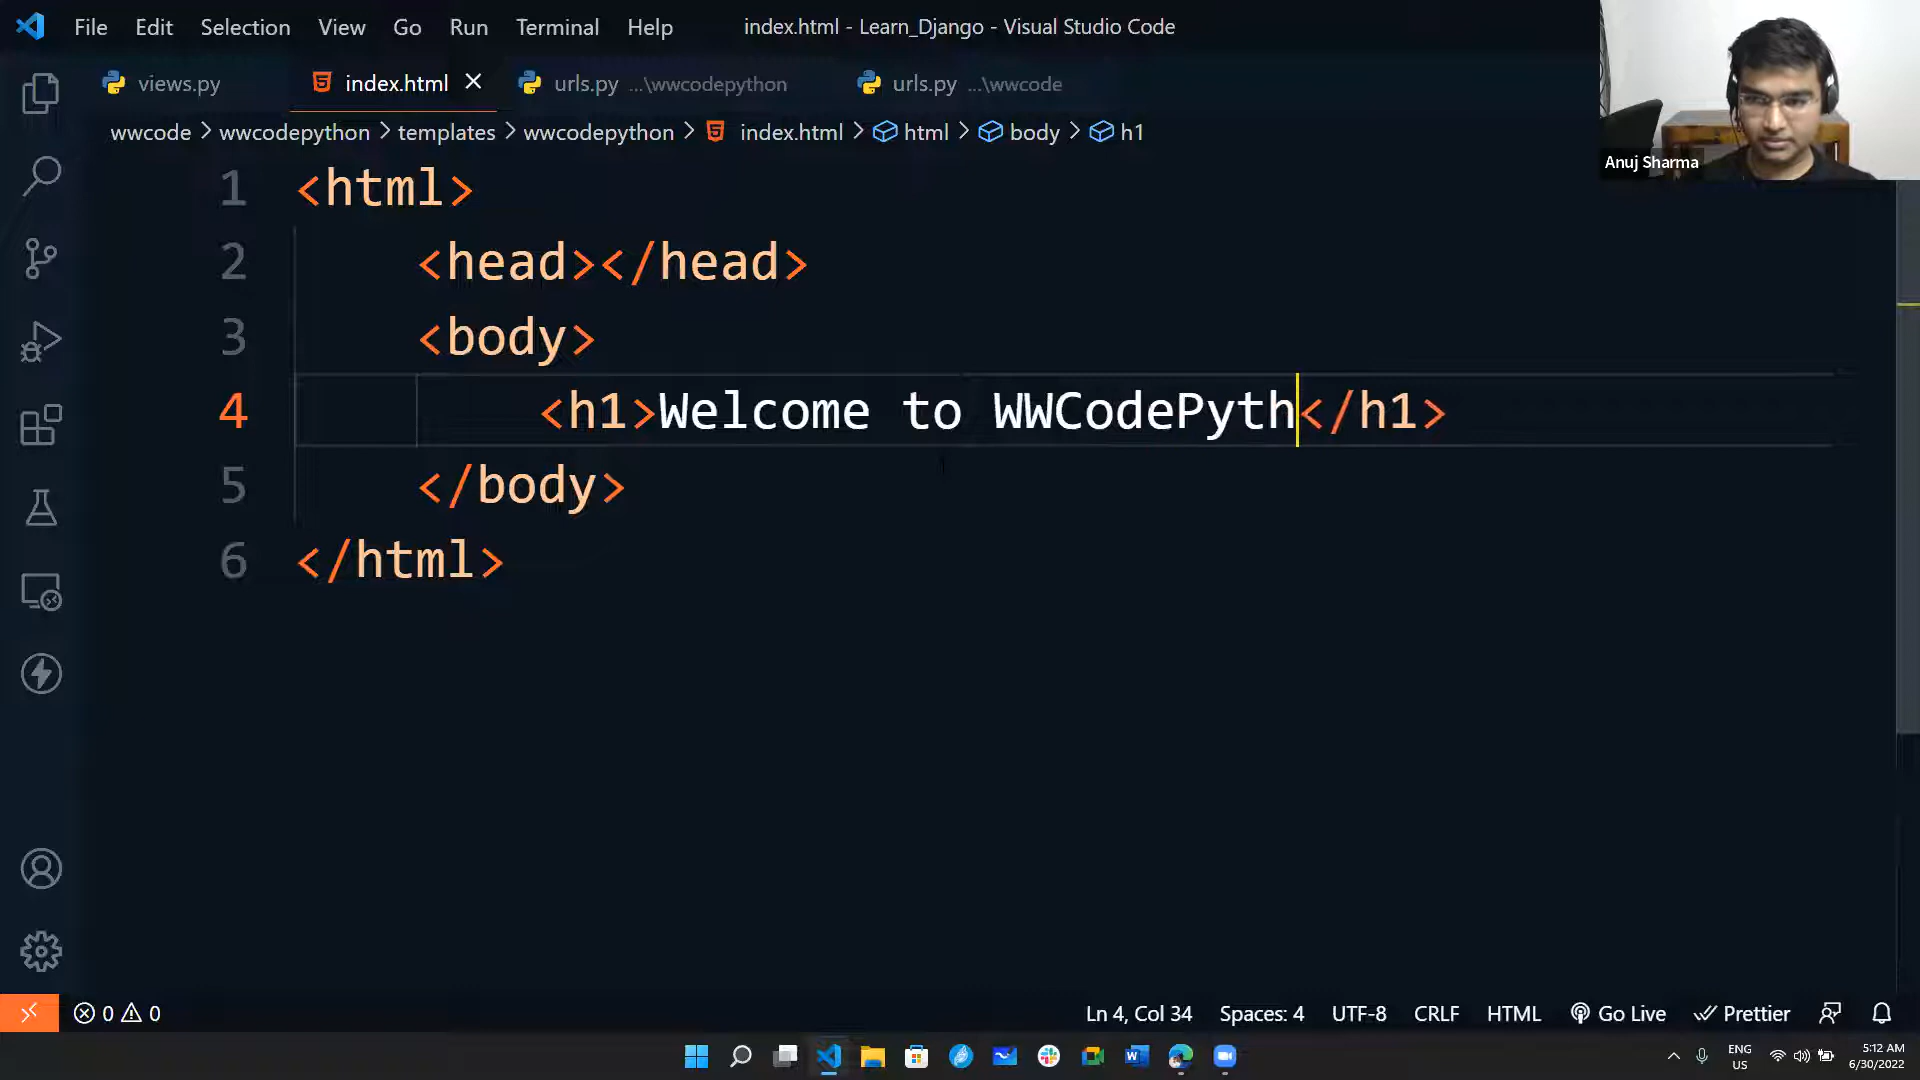 File Edit Selection View Go Run Terminal Help index.html - Learn_Django - Visual Studio Code
views.py index.html urls.py ...\wwcodepython urls.py ...\wwcode
wwcode > wwcodepython > templates > wwcodepython > index.html > html > body > h1
Anuj Sharma
1 <html>
2 <head></head>
3 <body>
4 <h1>Welcome to WWCodePyth</h1>
5 </body>
6 </html>
0 0 Ln 4, Col 34 Spaces: 4 UTF-8 CRLF HTML Go Live Prettier
ENG US
5:12 AM
6/30/2022